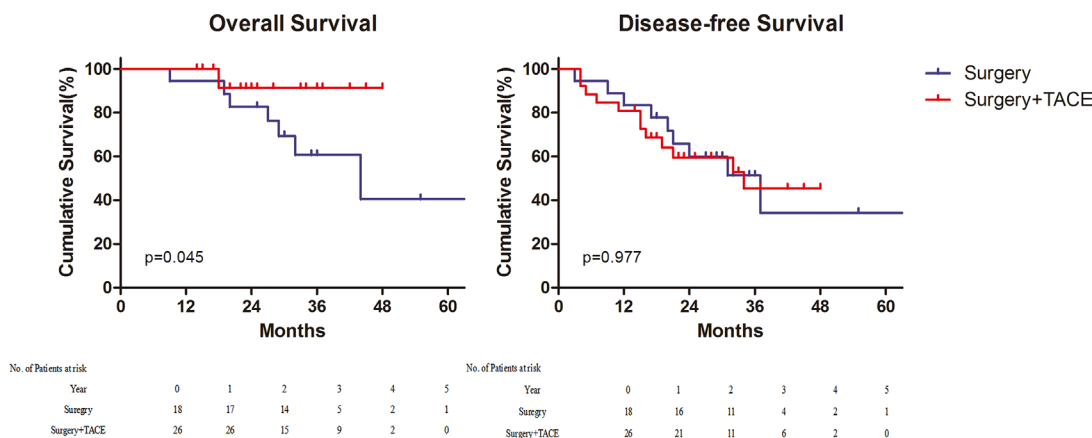 Overall Survival
Cumulative Survival(%)
100
80
60
40
20
0
p=0.045
0 12 24 36 48 60
Months
Disease-free Survival
Cumulative Survival(%)
100
80
60
40
20
0
p=0.977
0 12 24 36 48 60
Months
Surgery
Surgery+TACE
No. of Patients at risk
Year 0 1 2 3 4 5
Suregry 18 17 14 5 2 1
Surgery+TACE 26 26 15 9 2 0
No. of Patients at risk
Year 0 1 2 3 4 5
Surgery 18 16 11 4 2 1
Surgery+TACE 26 21 11 6 2 0